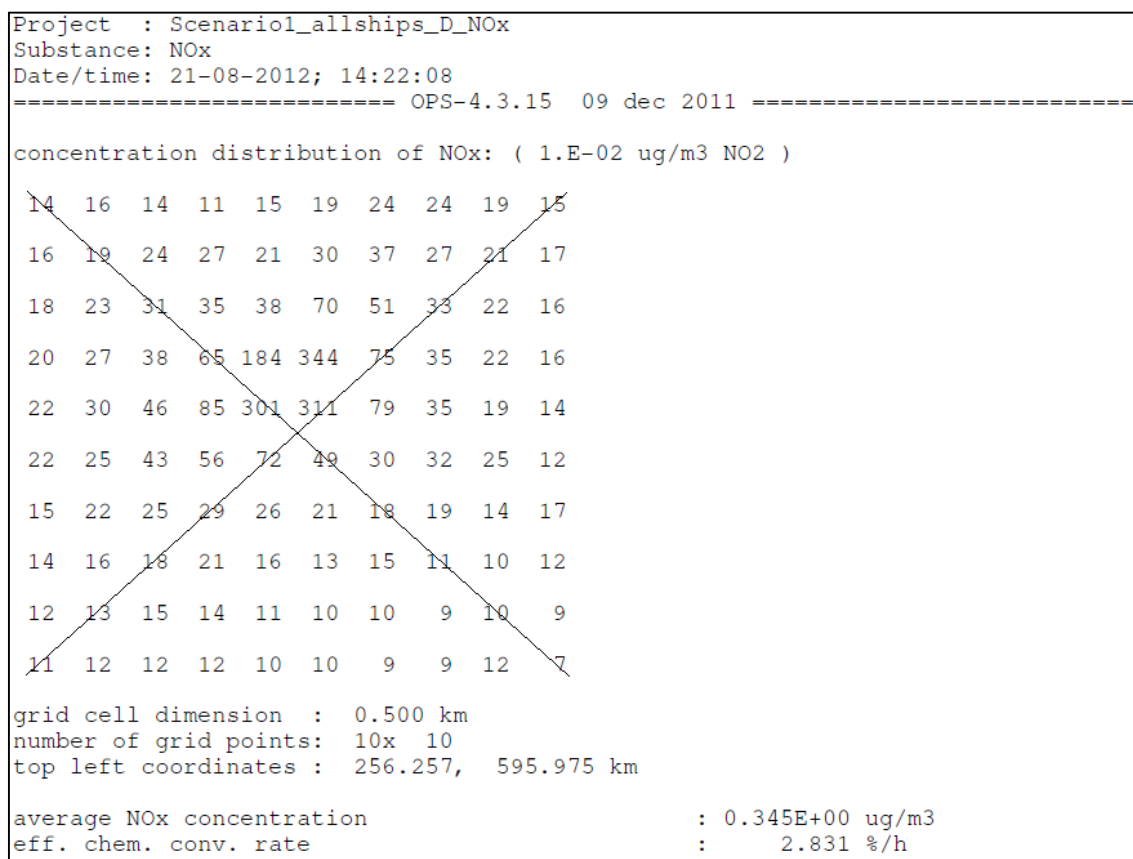 Project  : Scenario1_allships_D_NOx
Substance: NOx
Date/time: 21-08-2012; 14:22:08
=========================== OPS-4.3.15  09 dec 2011 ===========================
concentration distribution of NOx: ( 1.E-02 ug/m3 NO2 )
14  16  14  11  15  19  24  24  19  15
16  19  24  27  21  30  37  27  21  17
18  23  31  35  38  70  51  33  22  16
20  27  38  65 184 344  75  35  22  16
22  30  46  85 301 311  79  35  19  14
22  25  43  56  72  49  30  32  25  12
15  22  25  29  26  21  18  19  14  17
14  16  18  21  16  13  15  11  10  12
12  13  15  14  11  10  10   9  10   9
11  12  12  12  10  10   9   9  12   7
grid cell dimension  :  0.500 km
number of grid points:  10x  10
top left coordinates :  256.257,   595.975 km
average NOx concentration                       : 0.345E+00 ug/m3
eff. chem. conv. rate                           :     2.831 %/h